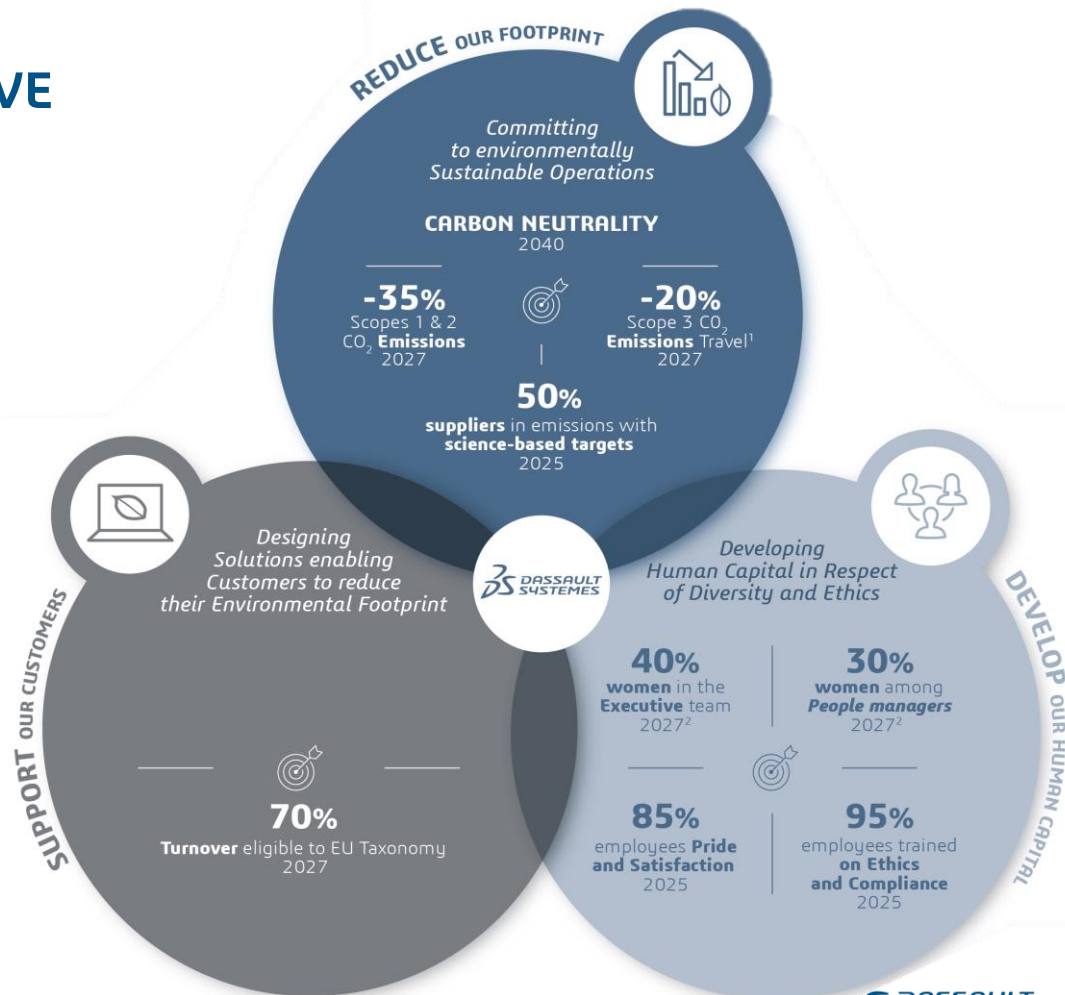 VE
REDUCE OUR FOOTPRINT
Committing
to environmentally
Sustainable Operations
CARBON NEUTRALITY
2040
-35%
Scopes 1 & 2
CO₂ Emissions
2027
-20%
Scope 3 CO₂
Emissions Travel¹
2027
50%
suppliers in emissions with
science-based targets
2025
SUPPORT OUR CUSTOMERS
Designing
Solutions enabling
Customers to reduce
their Environmental Footprint
70%
Turnover eligible to EU Taxonomy
2027
DASSAULT
SYSTEMES
DEVELOP OUR HUMAN CAPITAL
Developing
Human Capital in Respect
of Diversity and Ethics
40%
women in the
Executive team
2027²
30%
women among
People managers
2027²
85%
employees Pride
and Satisfaction
2025
95%
employees trained
on Ethics
and Compliance
2025